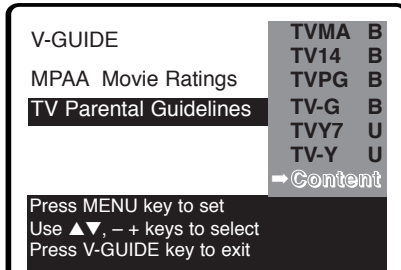 V-GUIDE
MPAA Movie Ratings
TV Parental Guidelines
TVMA B
TV14 B
TVPG B
TV-G B
TVY7 U
TV-Y U
➡Content
Press MENU key to set
Use ▲▼, – + keys to select
Press V-GUIDE key to exit